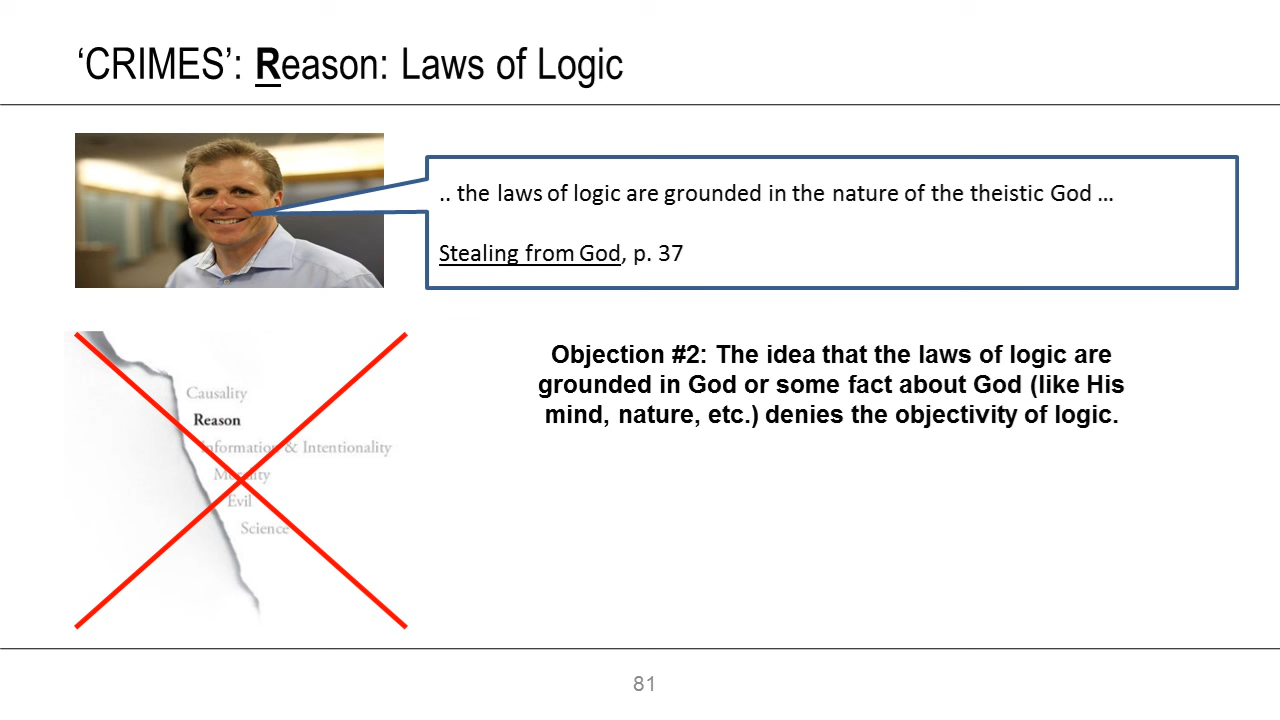 ‘CRIMES’: Reason: Laws of Logic
.. the laws of logic are grounded in the nature of the theistic God ...
Stealing from God, p. 37
Causality
Reason
Information & Intentionality
Morality
Evil
Science
Objection #2: The idea that the laws of logic are
grounded in God or some fact about God (like His
mind, nature, etc.) denies the objectivity of logic.
81